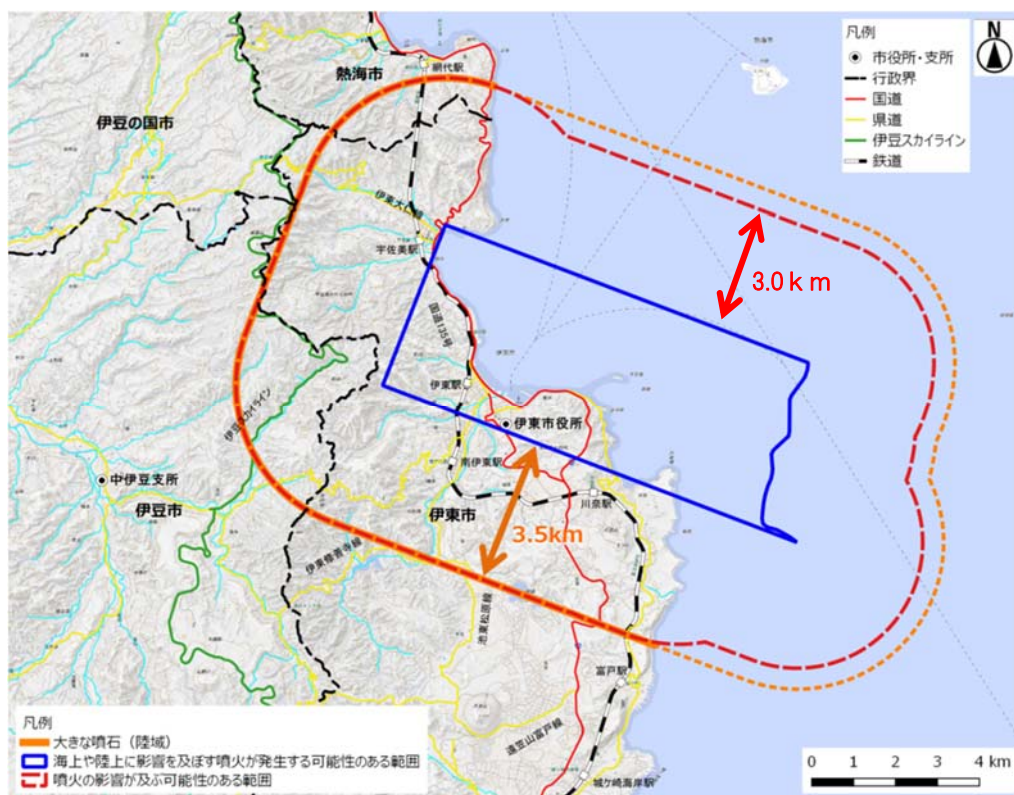 凡例
市役所・支所
行政界
国道
県道
伊豆スカイライン
鉄道
N
網代駅
熱海市
熱海市
伊豆の国市
伊東大仁線
宇佐美駅
3.0ｋｍ
国道135号
伊東駅
伊豆スカイライン
伊東市役所
南伊東駅
中伊豆支所
川奈駅
伊東市
伊豆市
3.5km
伊東修善寺線
池東松原線
富戸駅
遠笠山富戸線
城ケ崎海岸駅
凡例
大きな噴石（陸域）
海上や陸上に影響を及ぼす噴火が発生する可能性のある範囲
噴火の影響が及ぶ可能性のある範囲
0 1 2 3 4 km